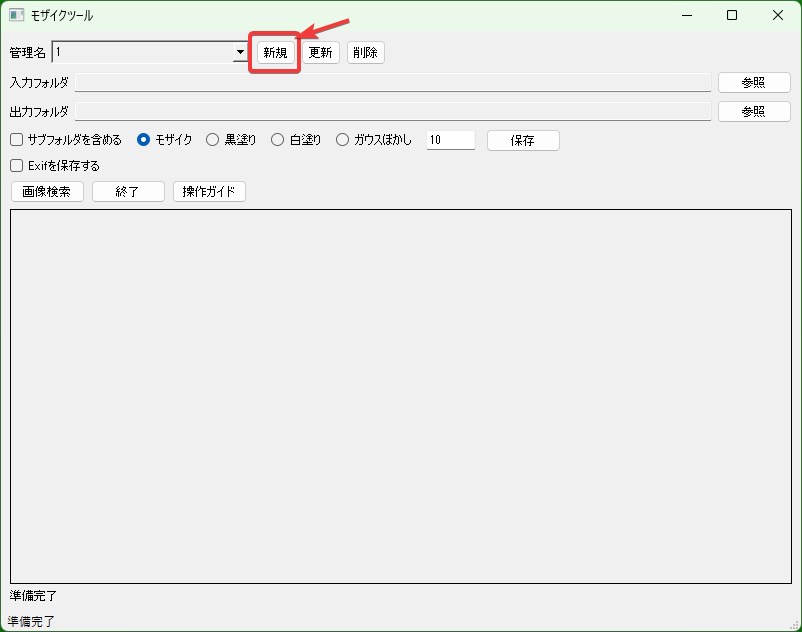 モザイクツール
管理名 1 新規 更新 削除
入力フォルダ 参照
出力フォルダ 参照
サブフォルダを含める モザイク 黒塗り 白塗り ガウスぼかし 10 保存
Exifを保存する
画像検索 終了 操作ガイド
準備完了
準備完了